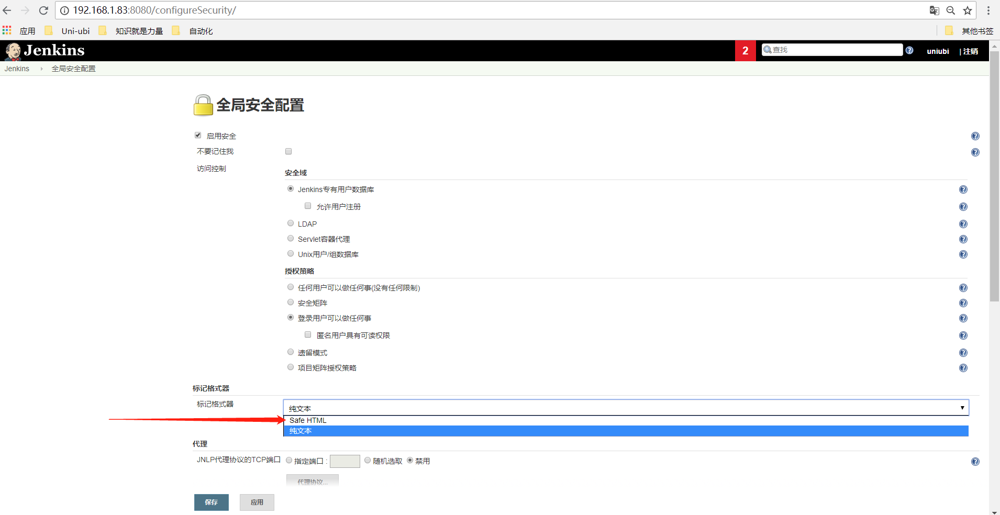 192.168.1.83:8080/configureSecurity/
应用 Uni-ubi 知识就是力量 自动化 其他书签
Jenkins 2 查找 uniubi | 注销
Jenkins 全局安全配置
全局安全配置
启用安全
不要记住我
访问控制
安全域
Jenkins专有用户数据库
允许用户注册
LDAP
Servlet容器代理
Unix用户/组数据库
授权策略
任何用户可以做任何事(没有任何限制)
安全矩阵
登录用户可以做任何事
匿名用户具有可读权限
遗留模式
项目矩阵授权策略
标记格式器
标记格式器 纯文本
Safe HTML
纯文本
代理
JNLP代理协议的TCP端口 指定端口 : 随机选取 禁用
代理协议...
保存 应用